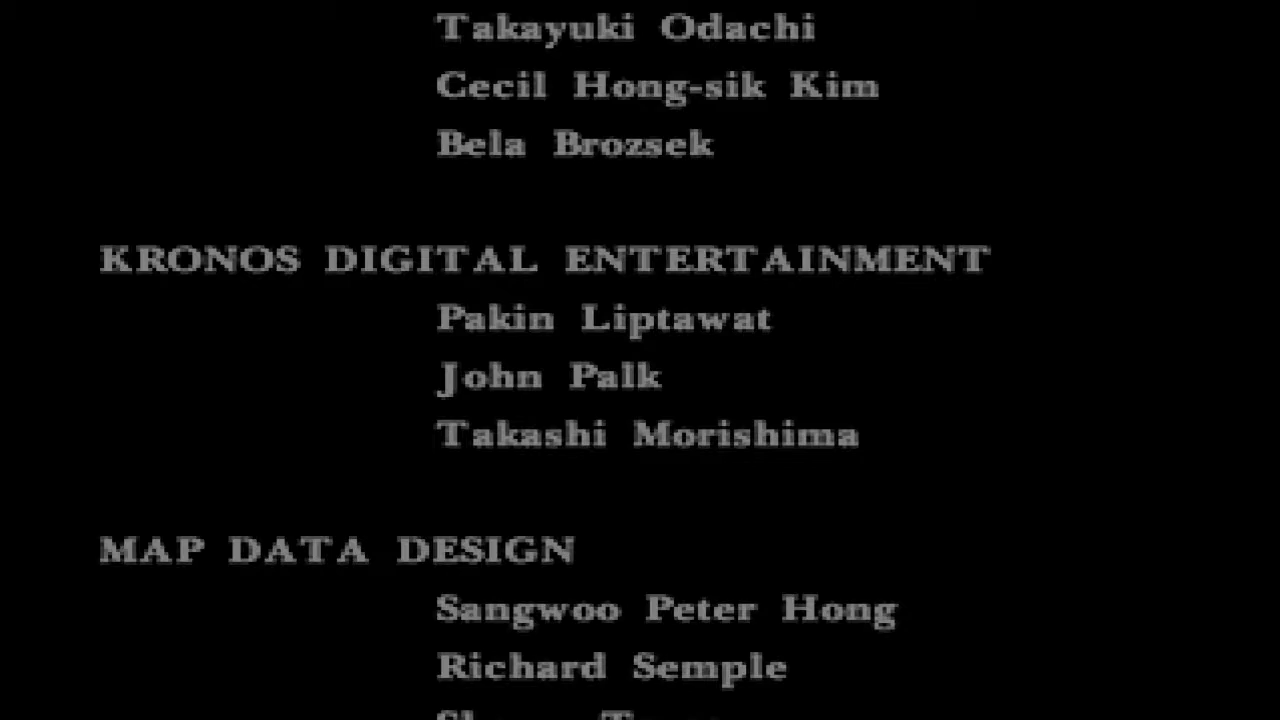 Takayuki Odachi
Cecil Hong-sik Kim
Bela Brozsek
KRONOS DIGITAL ENTERTAINMENT
Pakin Liptawat
John Palk
Takashi Morishima
MAP DATA DESIGN
Sangwoo Peter Hong
Richard Semple